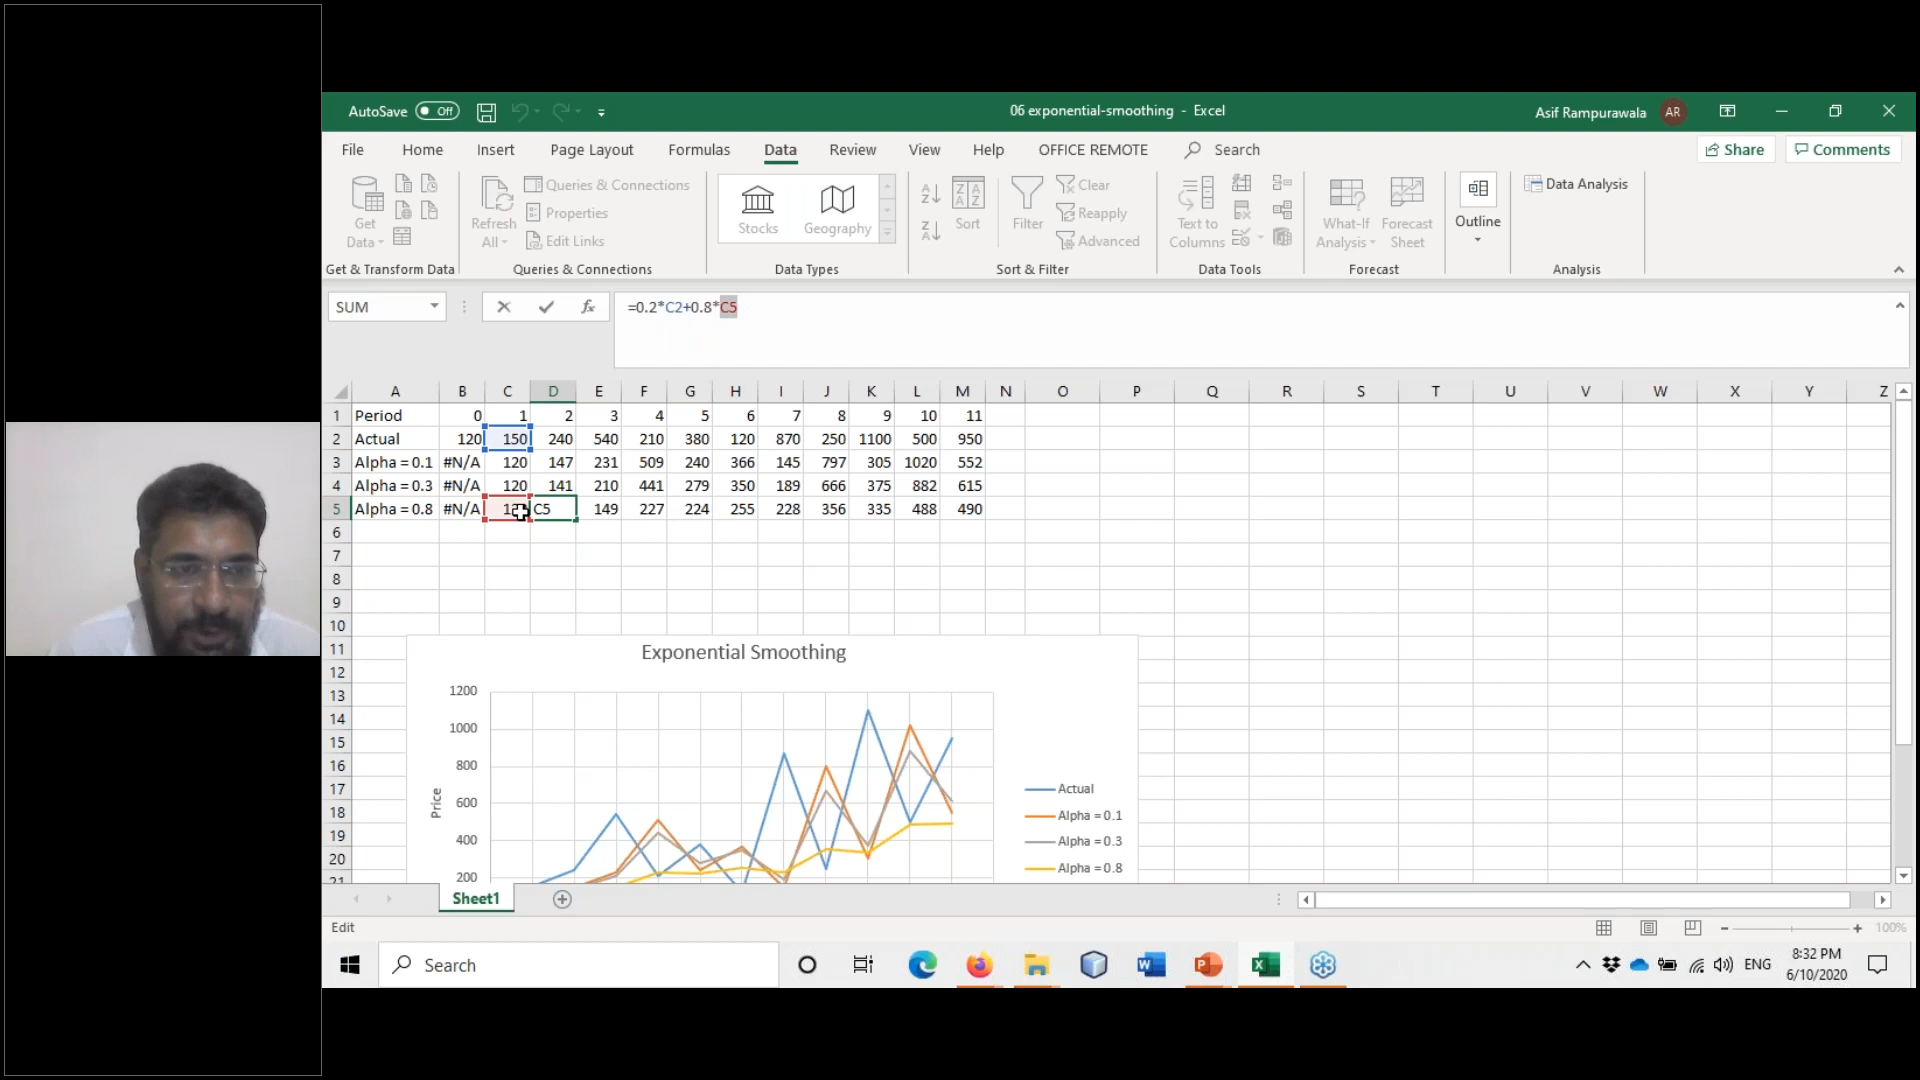 AutoSave Off 06 exponential-smoothing - Excel Asif Rampurawala AR
File Home Insert Page Layout Formulas Data Review View Help OFFICE REMOTE Search Share Comments
Get Data Refresh All Queries & Connections Properties Edit Links Stocks Geography Sort Filter Clear Reapply Advanced Text to Columns What-If Analysis Forecast Sheet Outline Data Analysis
Get & Transform Data Queries & Connections Data Types Sort & Filter Data Tools Forecast Analysis
SUM fx =0.2*C2+0.8*C5
A B C D E F G H I J K L M N O P Q R S T U V W X Y Z
1 Period 0 1 2 3 4 5 6 7 8 9 10 11
2 Actual 120 150 240 540 210 380 120 870 250 1100 500 950
3 Alpha = 0.1 #N/A 120 147 231 509 240 366 145 797 305 1020 552
4 Alpha = 0.3 #N/A 120 141 210 441 279 350 189 666 375 882 615
5 Alpha = 0.8 #N/A C5 149 227 224 255 228 356 335 488 490
6
7
8
9
10
11
12
13
14
15
16
17
18
19
20
21
Exponential Smoothing
Price
1200
1000
800
600
400
200
Actual
Alpha = 0.1
Alpha = 0.3
Alpha = 0.8
Sheet1
Edit 100%
Search ENG 8:32 PM
6/10/2020